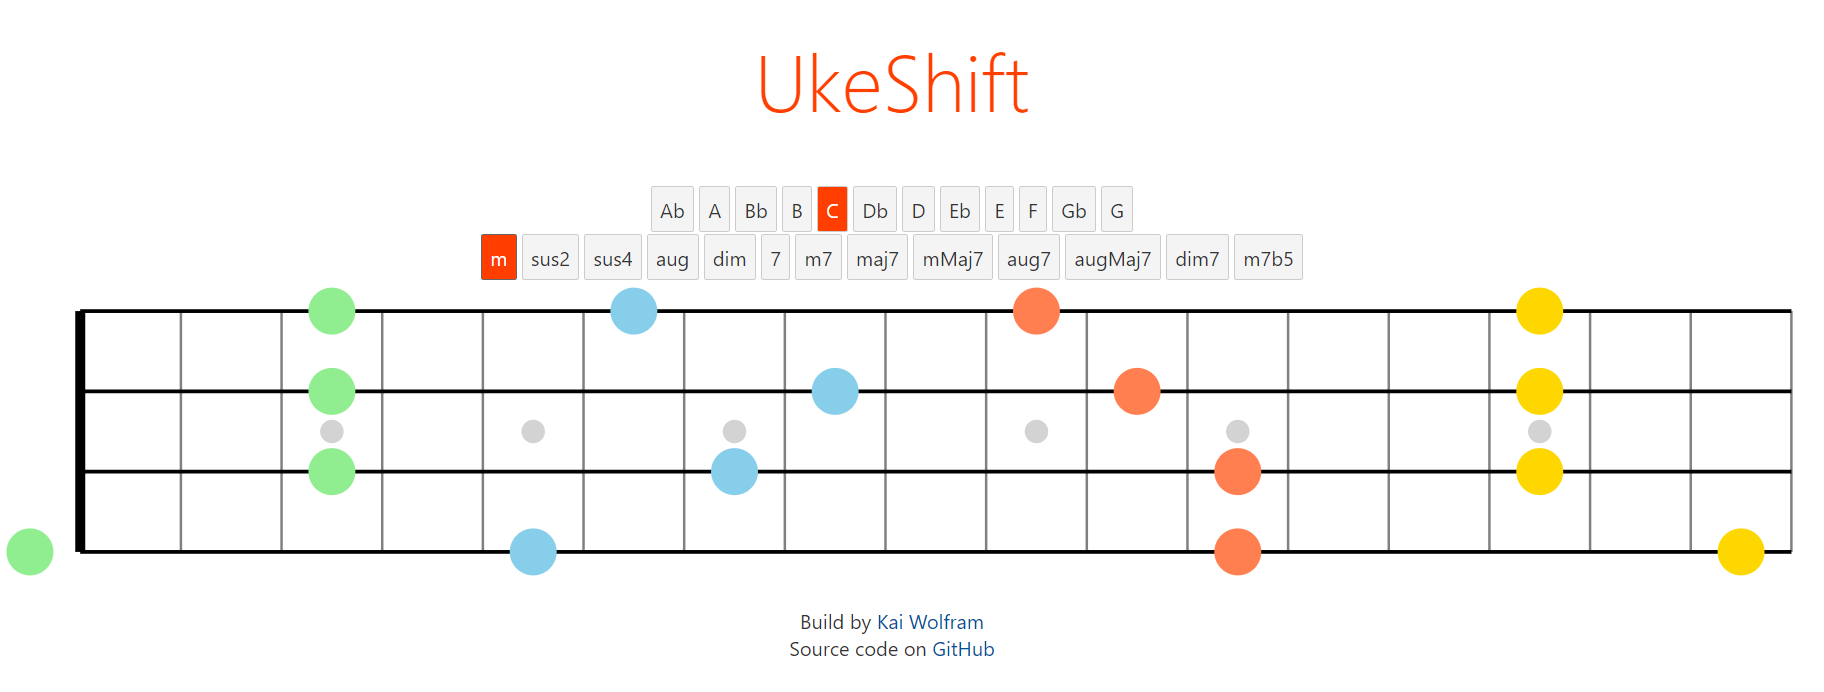 UkeShift
Ab A Bb B C Db D Eb E F Gb G
m sus2 sus4 aug dim 7 m7 maj7 mMaj7 aug7 augMaj7 dim7 m7b5
Build by Kai Wolfram
Source code on GitHub